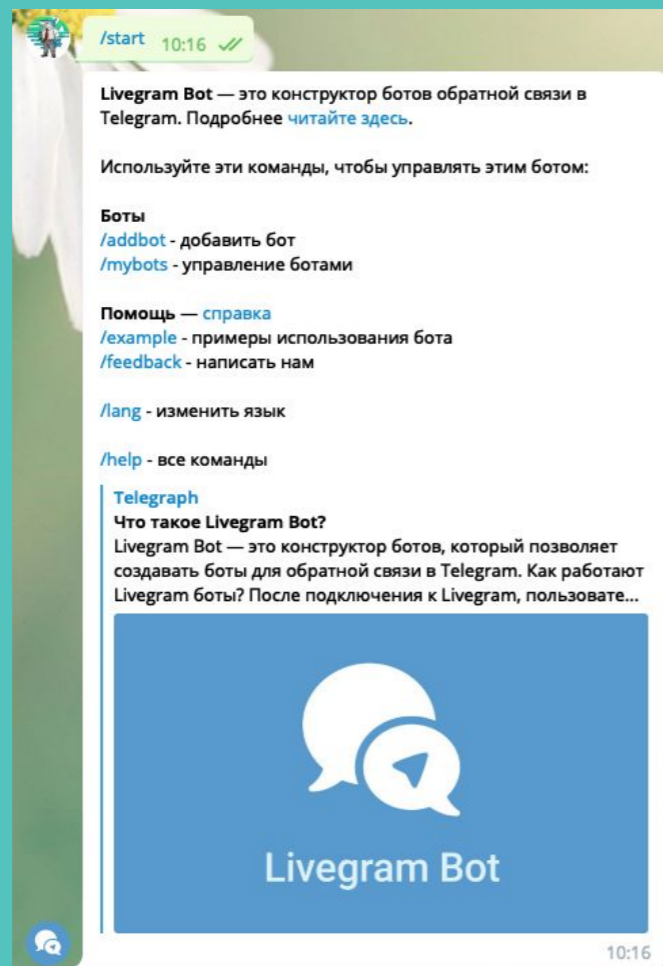 /start 10:16
Livegram Bot — это конструктор ботов обратной связи в
Telegram. Подробнее читайте здесь.
Используйте эти команды, чтобы управлять этим ботом:
Боты
/addbot - добавить бот
/mybots - управление ботами
Помощь — справка
/example - примеры использования бота
/feedback - написать нам
/lang - изменить язык
/help - все команды
Telegraph
Что такое Livegram Bot?
Livegram Bot — это конструктор ботов, который позволяет
создавать боты для обратной связи в Telegram. Как работают
Livegram боты? После подключения к Livegram, пользовате...
Livegram Bot
10:16